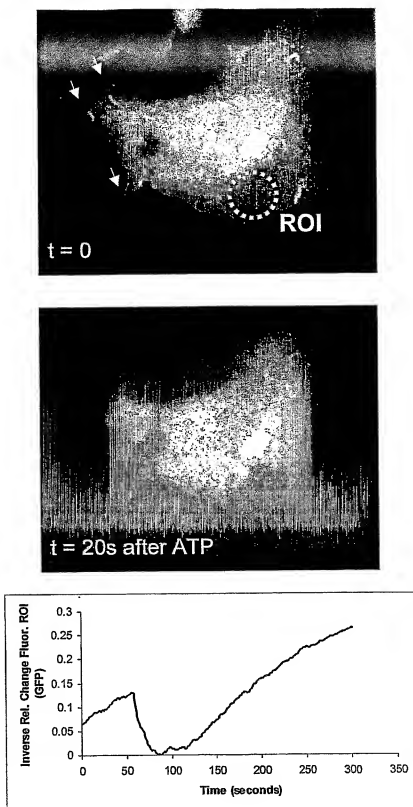 ROI
t = 0
t = 20s after ATP
Inverse Rel. Change Fluor. ROI
(GFP)
0.3
0.25
0.2
0.15
0.1
0.05
0
0
50
100
150
200
250
300
350
Time (seconds)